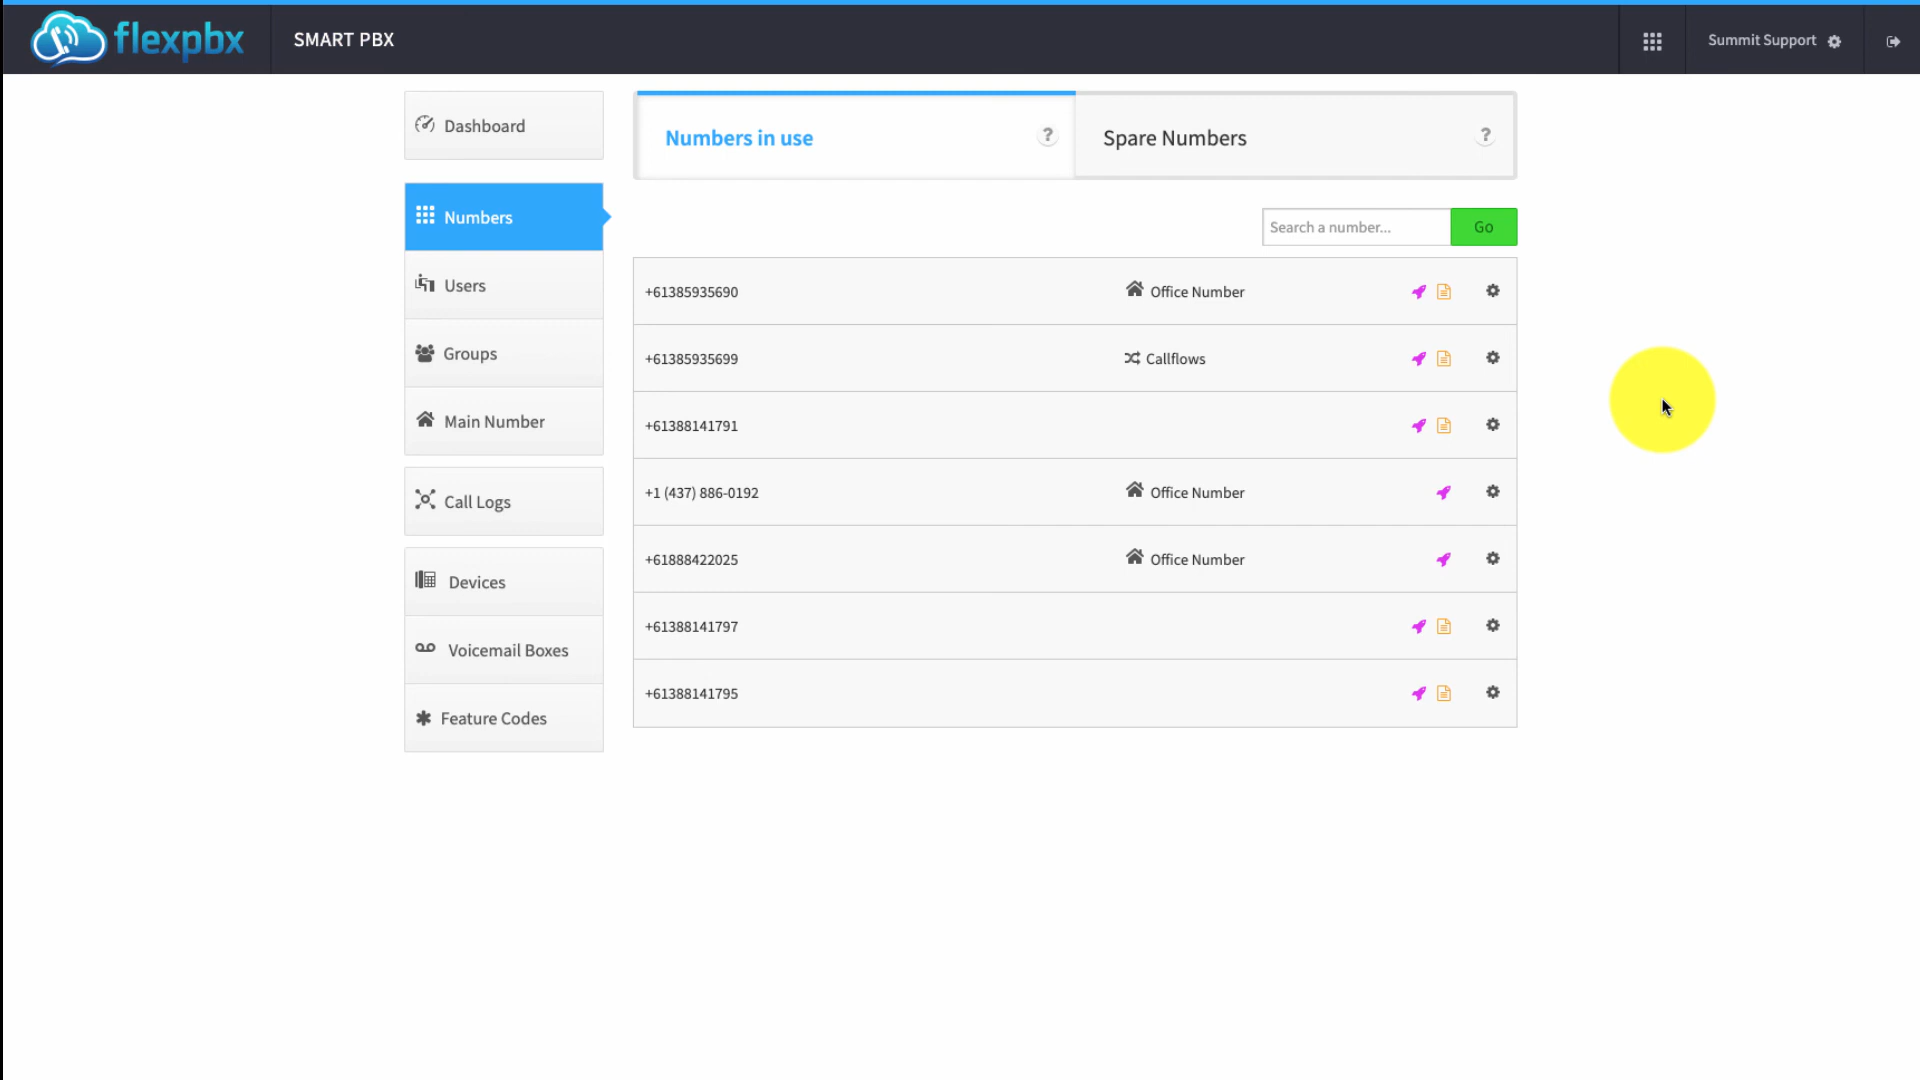 flexpbx
SMART PBX
Summit Support
Dashboard
Numbers
Users
Groups
Main Number
Call Logs
Devices
Voicemail Boxes
Feature Codes
Numbers in use ?
Spare Numbers ?
Search a number... Go
+61385935690 Office Number
+61385935699 Callflows
+61388141791
+1 (437) 886-0192 Office Number
+61888422025 Office Number
+61388141797
+61388141795